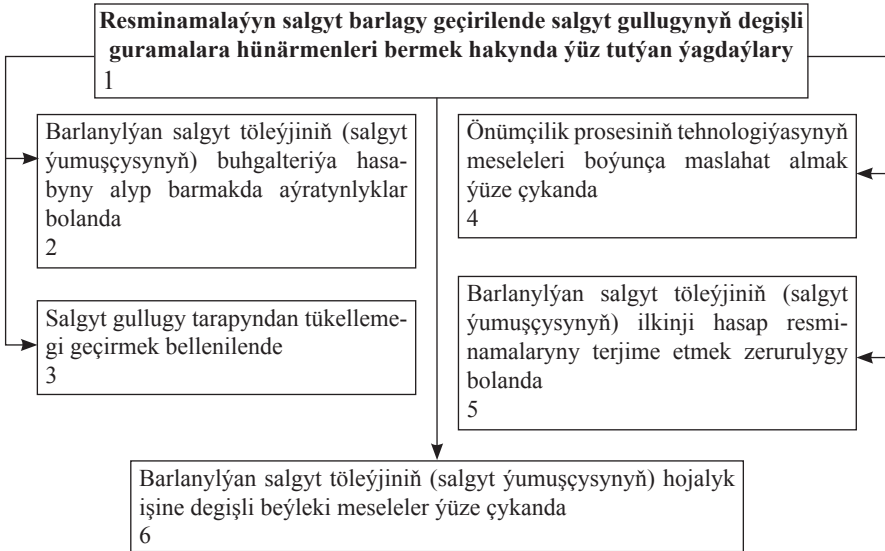 Resminamalaýyn salgyt barlagy geçirilende salgyt gullugynyň degişli
guramalara hünärmenleri bermek hakynda ýüz tutýan ýagdaýlary
1
Barlanylýan salgyt töleýjiniň (salgyt
ýumuşçysynyň) buhgalteriýa hasa-
byny alyp barmakda aýratynlyklar
bolanda
2
Salgyt gullugy tarapyndan tükelleme-
gi geçirmek bellenilende
3
Önümçilik prosesiniň tehnologiýasynyň
meseleleri boýunça maslahat almak
ýüze çykanda
4
Barlanylýan salgyt töleýjiniň (salgyt
ýumuşçysynyň) ilkinji hasap resmi-
namalaryny terjime etmek zerurulygy
bolanda
5
Barlanylýan salgyt töleýjiniň (salgyt ýumuşçysynyň) hojalyk
işine degişli beýleki meseleler ýüze çykanda
6